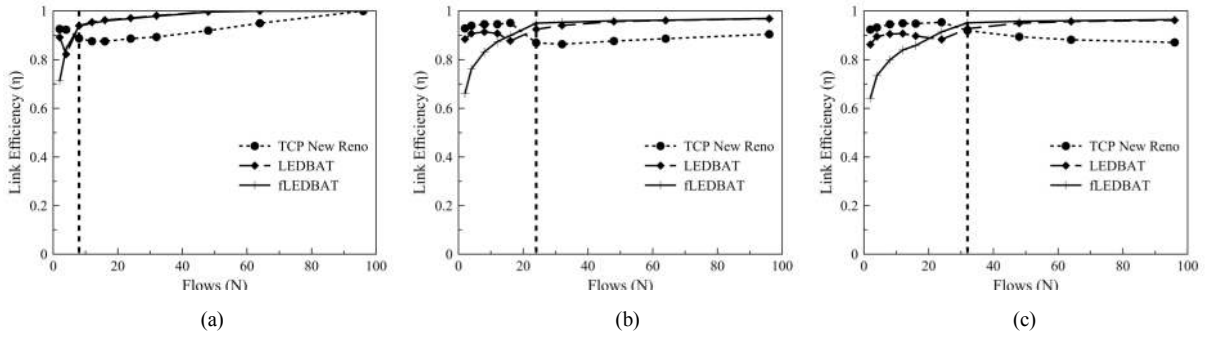 Link Efficiency (η)
1
0.8
0.6
0.4
0.2
0
0 20 40 60 80 100
Flows (N)
TCP New Reno
LEDBAT
fLEDBAT
(a)
Link Efficiency (η)
1
0.8
0.6
0.4
0.2
0
0 20 40 60 80 100
Flows (N)
TCP New Reno
LEDBAT
fLEDBAT
(b)
Link Efficiency (η)
1
0.8
0.6
0.4
0.2
0
0 20 40 60 80 100
Flows (N)
TCP New Reno
LEDBAT
fLEDBAT
(c)